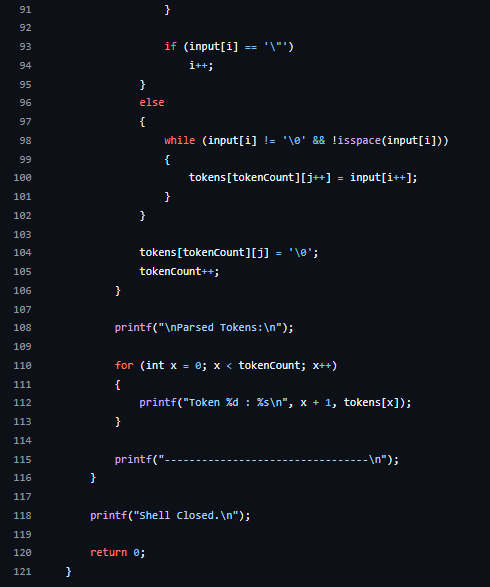 91                     }
92
93                     if (input[i] == '\"')
94                         i++;
95                 }
96                 else
97                 {
98                     while (input[i] != '\0' && !isspace(input[i]))
99                     {
100                         tokens[tokenCount][j++] = input[i++];
101                     }
102                 }
103
104                 tokens[tokenCount][j] = '\0';
105                 tokenCount++;
106             }
107
108             printf("\nParsed Tokens:\n");
109
110             for (int x = 0; x < tokenCount; x++)
111             {
112                 printf("Token %d : %s\n", x + 1, tokens[x]);
113             }
114
115             printf("---------------------------------\n");
116         }
117
118         printf("Shell Closed.\n");
119
120         return 0;
121     }